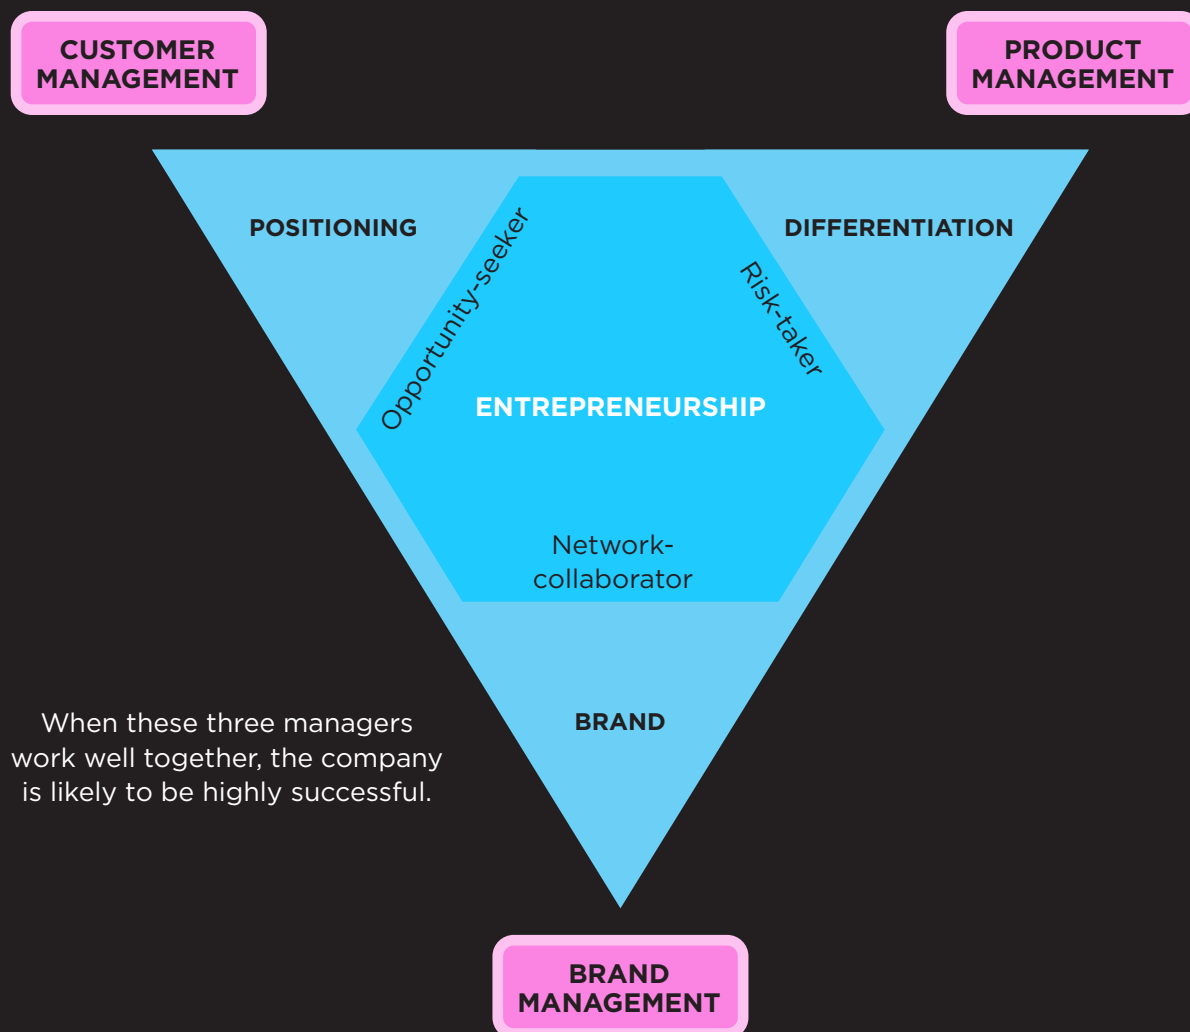 CUSTOMER
MANAGEMENT
PRODUCT
MANAGEMENT
POSITIONING
DIFFERENTIATION
Opportunity-seeker
Risk-taker
ENTREPRENEURSHIP
Network-
collaborator
BRAND
When these three managers
work well together, the company
is likely to be highly successful.
BRAND
MANAGEMENT